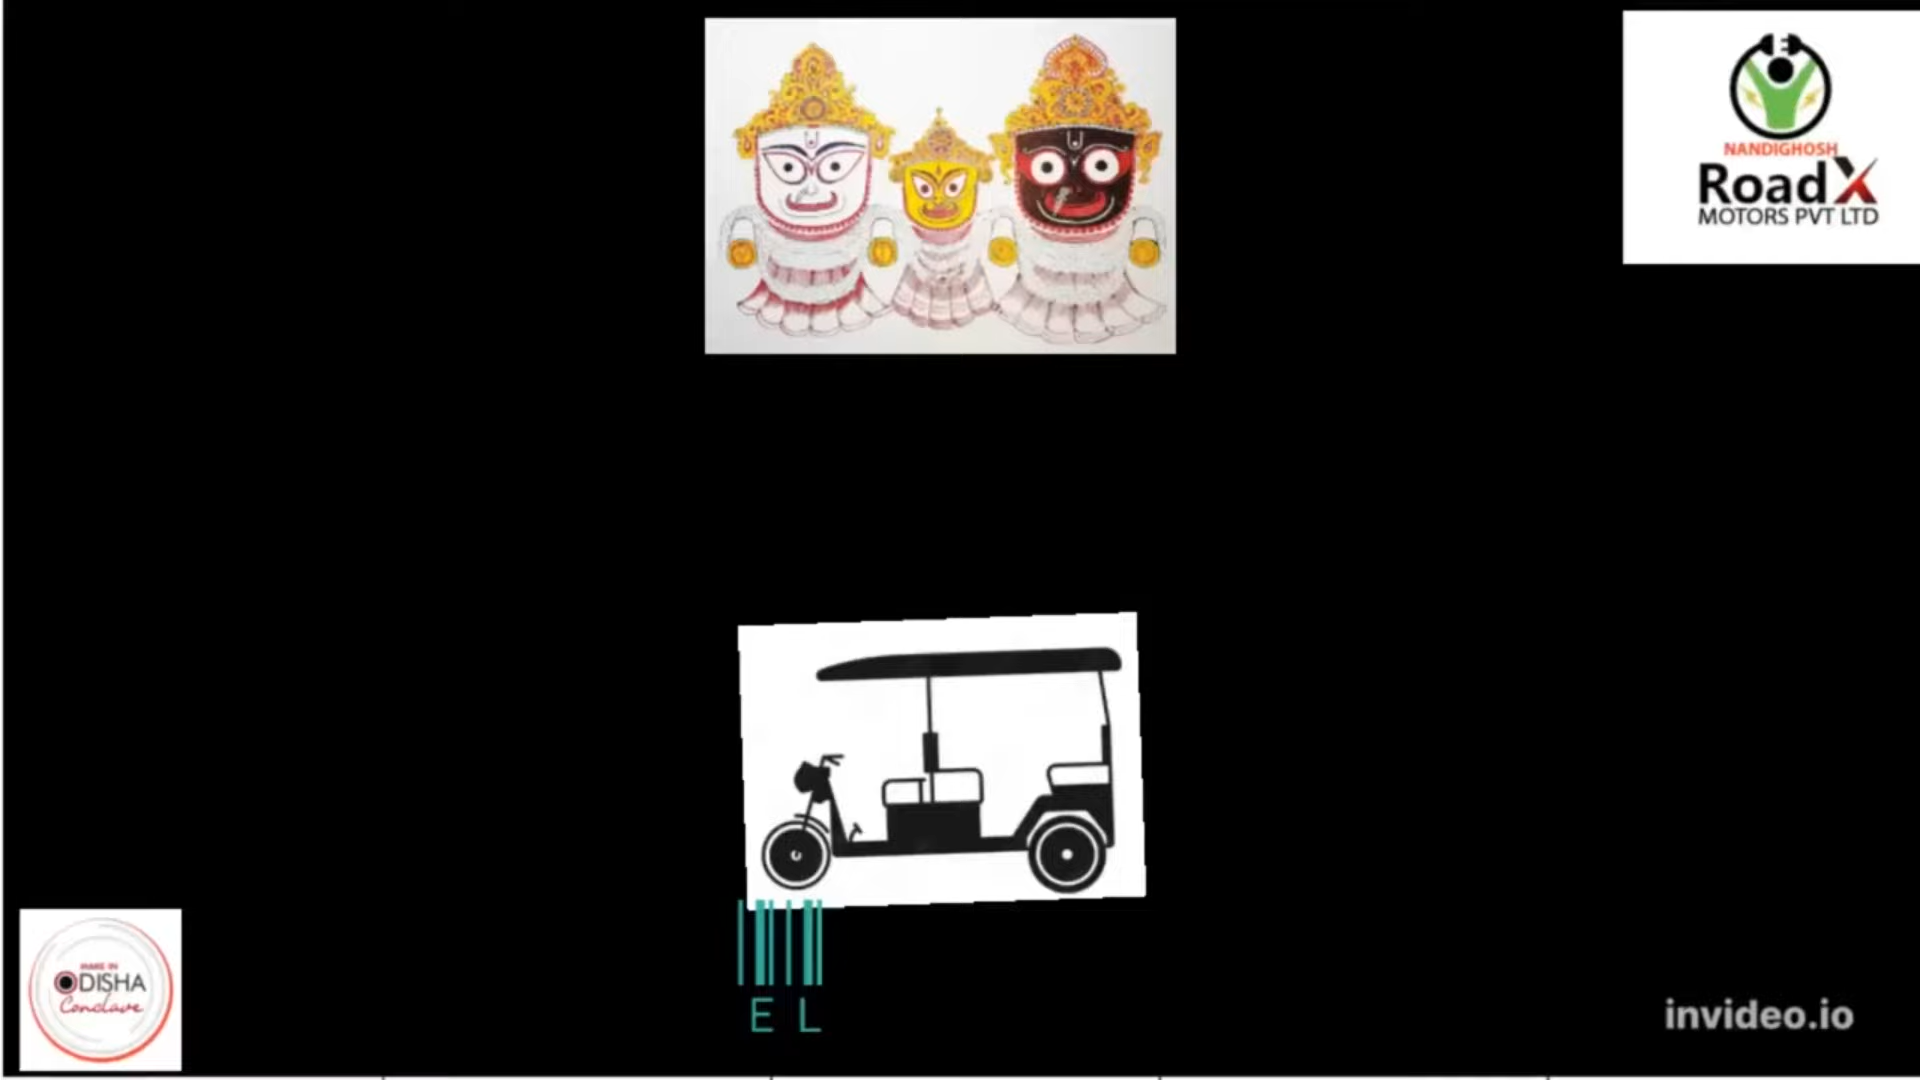 NANDIGHOSH
RoadX
MOTORS PVT LTD
MAKE IN
ODISHA
Conclave
E L
invideo.io